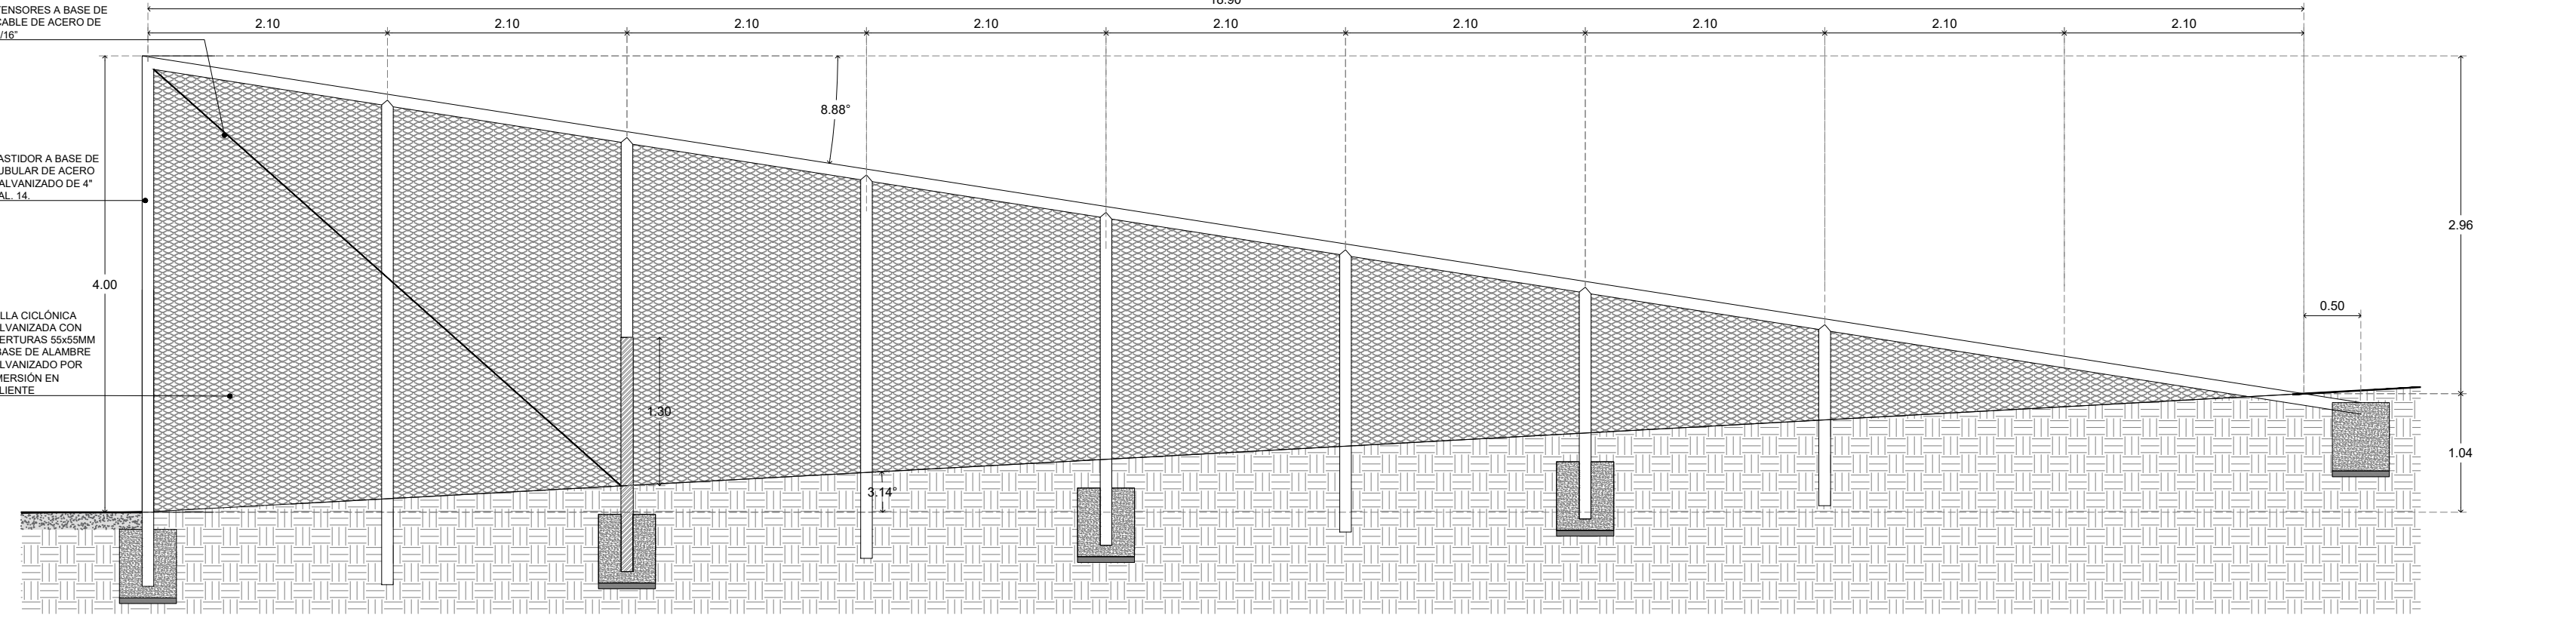 18.90
2.10 2.10 2.10 2.10 2.10 2.10 2.10 2.10 2.10
ENSORES A BASE DE
CABLE DE ACERO DE
/16"
8.88°
ASTIDOR A BASE DE
UBULAR DE ACERO
ALVANIZADO DE 4"
AL. 14.
2.96
4.00
0.50
LLA CICLÓNICA
LVANIZADA CON
ERTURAS 55x55MM
BASE DE ALAMBRE
LVANIZADO POR
MERSIÓN EN
LIENTE
1.30
1.04
3.14°